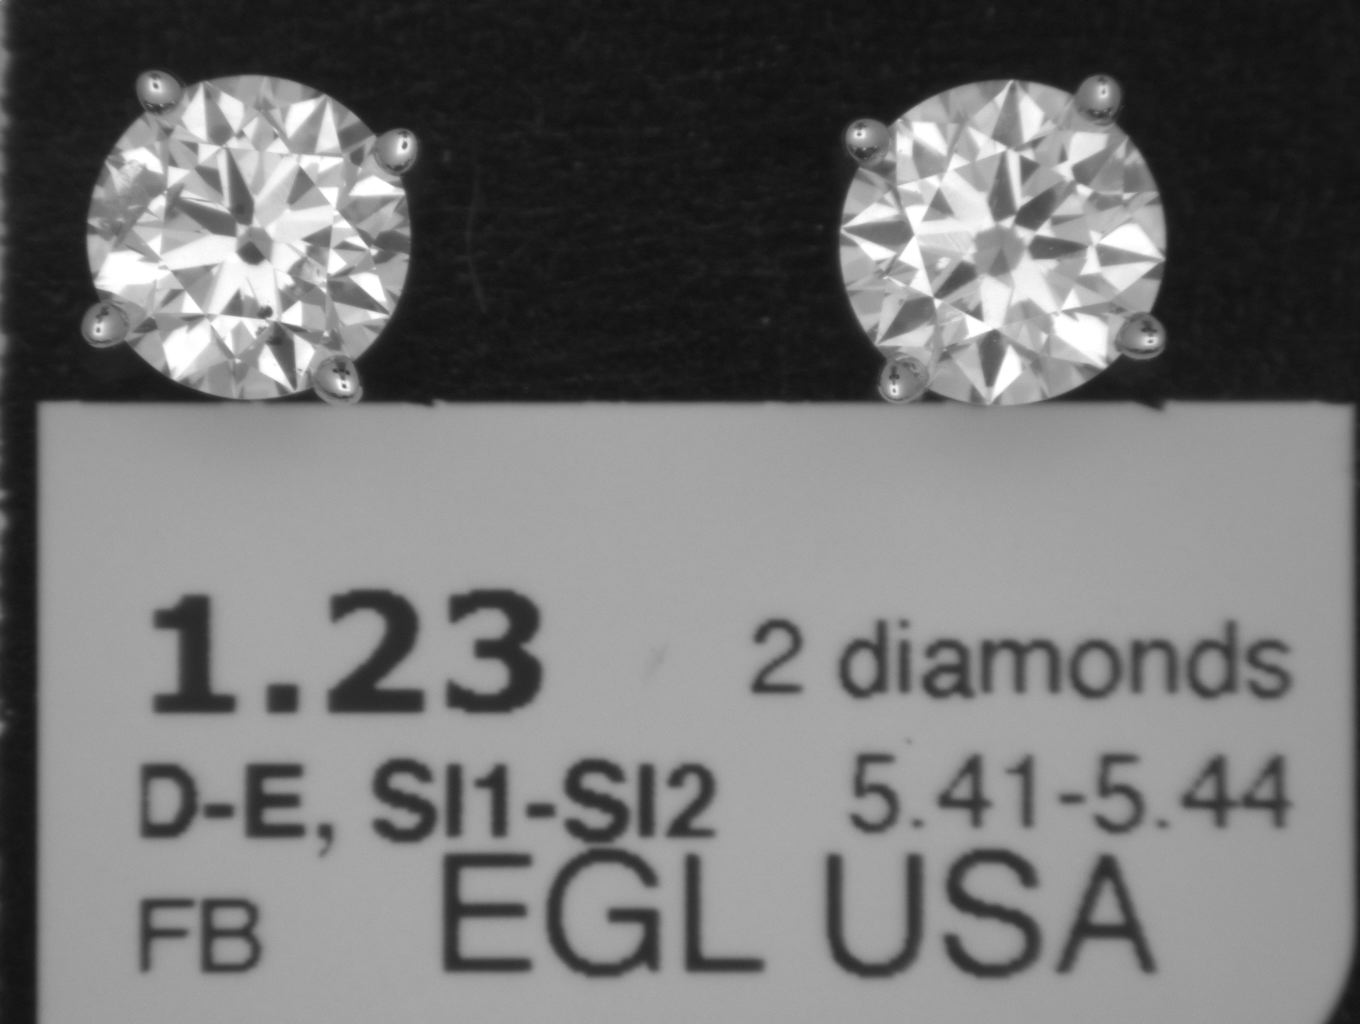 1.23 2 diamonds
D-E, SI1-SI2 5.41-5.44
FB EGL USA